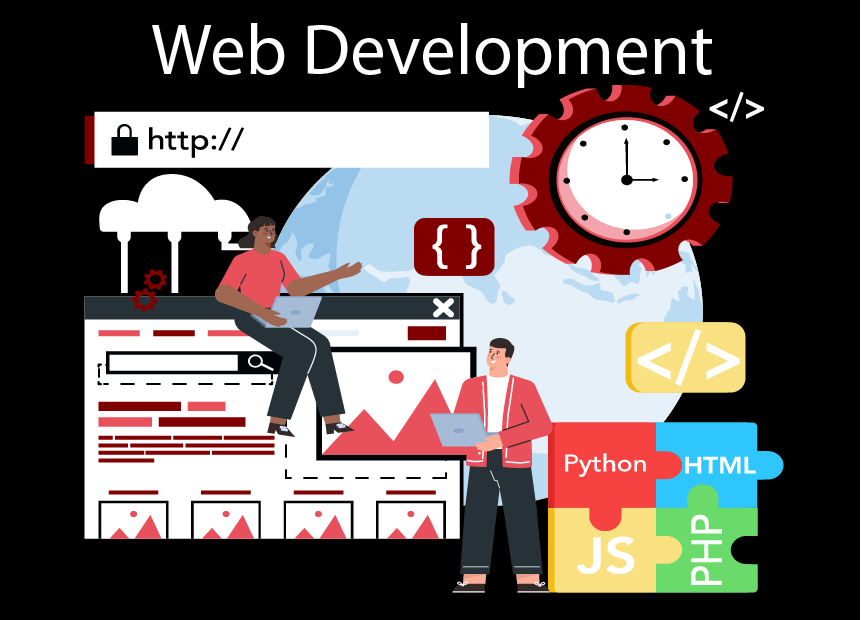 Web Development
</>
http://
{ }
</>
Python
HTML
JS
PHP